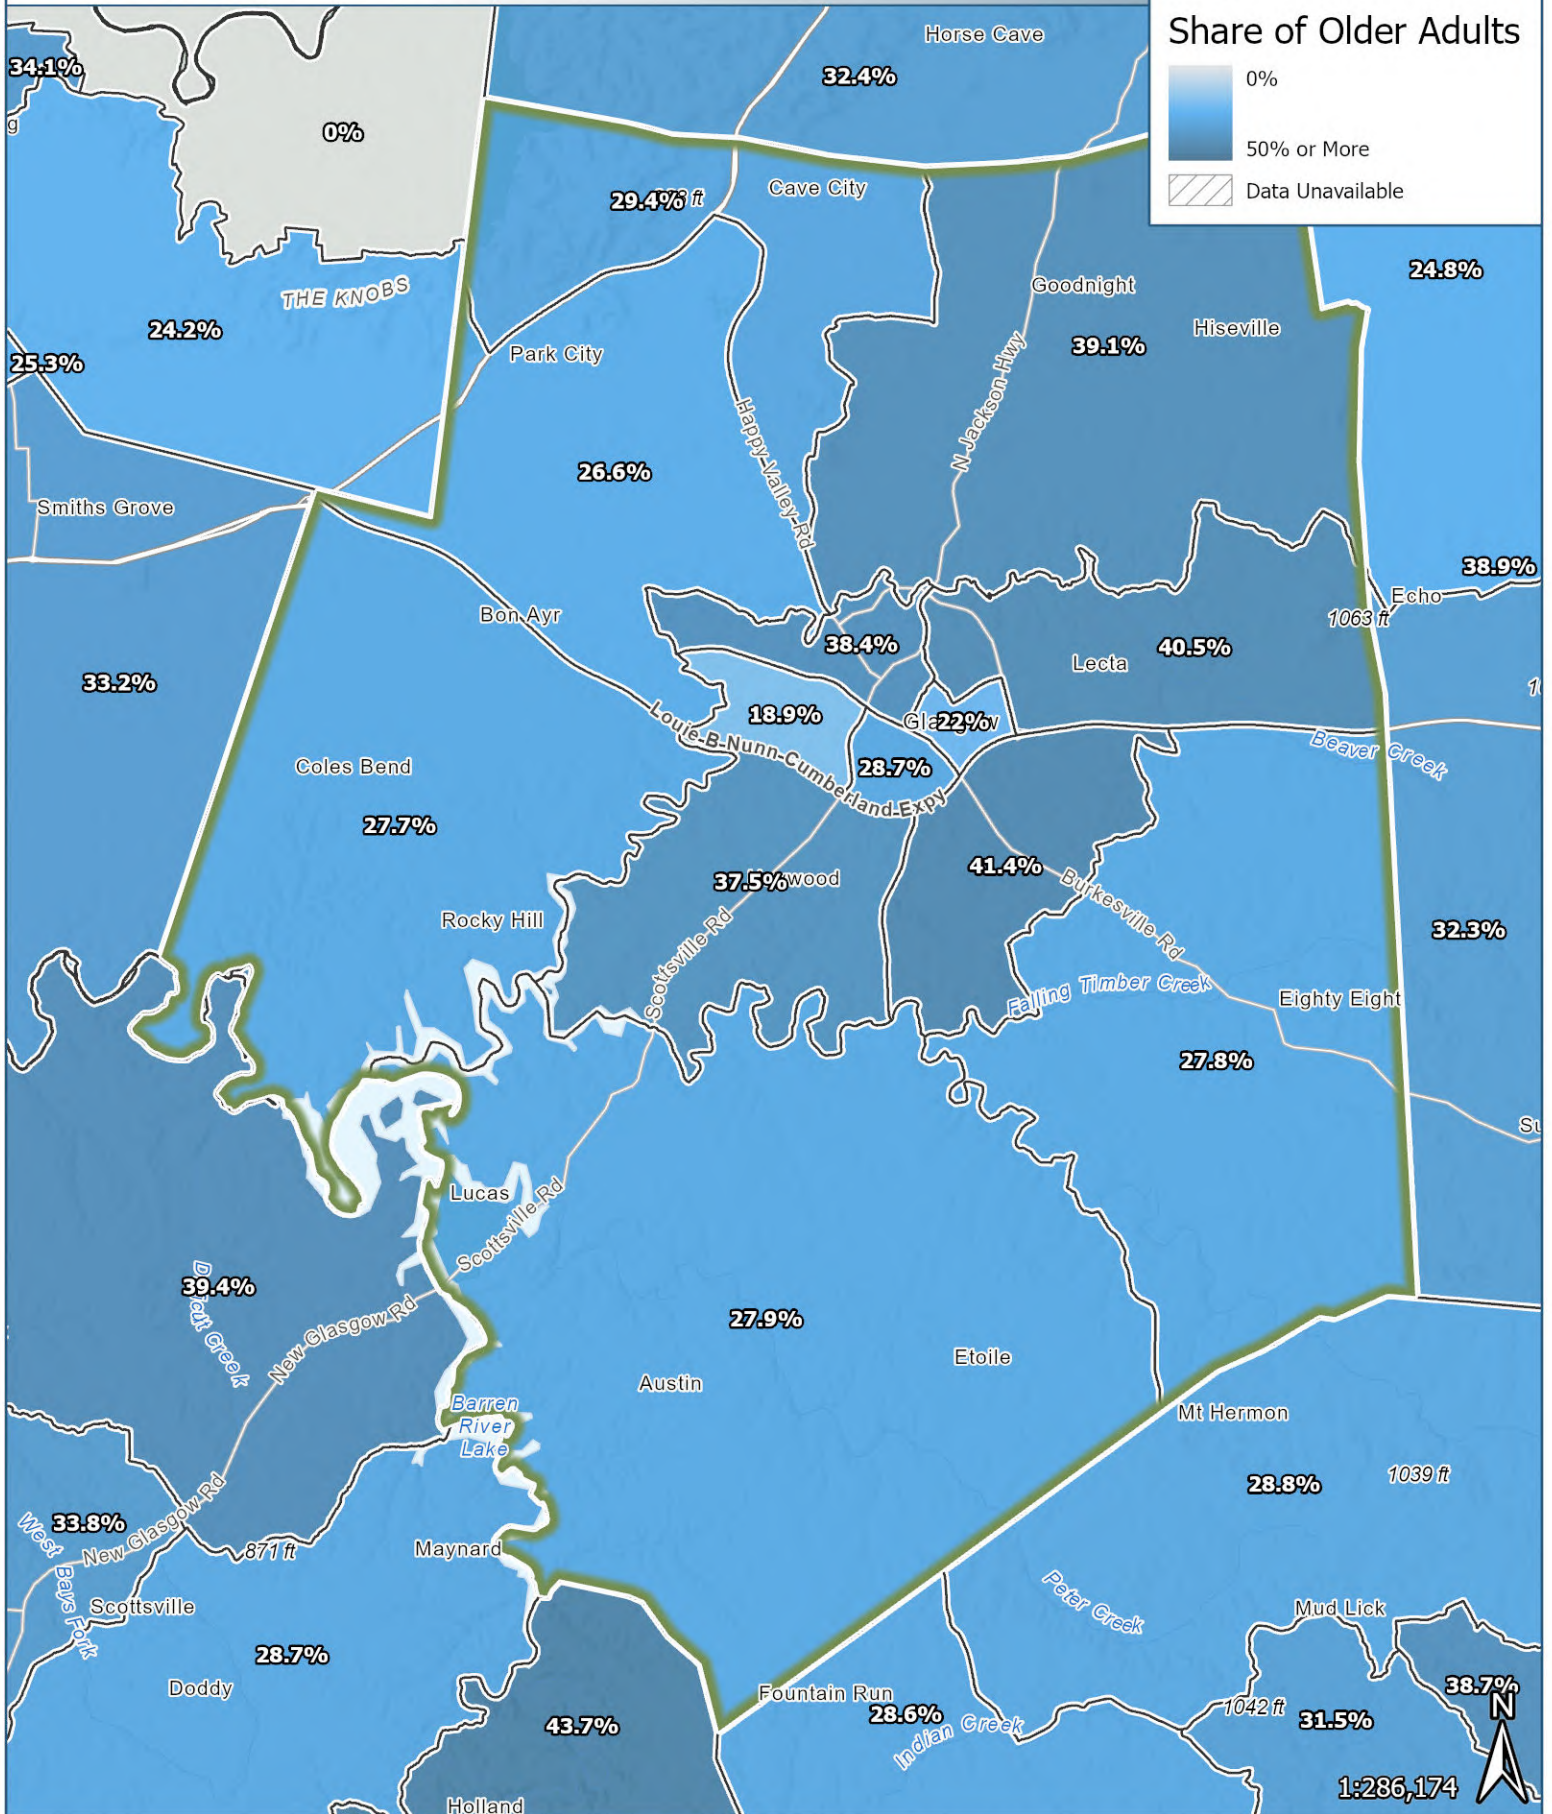 Share of Older Adults
0%
50% or More
Data Unavailable
Horse Cave
34.1%
32.4%
g
0%
Cave City
29.4%
ft
24.8%
Goodnight
THE KNOBS
24.2%
Hiseville
39.1%
25.3%
Park City
N Jackson Hwy
26.6%
Happy Valley Rd
Smiths Grove
38.9%
Echo
Bon Ayr
1063 ft
38.4%
40.5%
Lecta
33.2%
18.9%
22%
Louie-B-Nunn-Cumberland-Expy
Beaver Creek
Coles Bend
28.7%
27.7%
41.4%
37.5%
wood
Burkesville Rd
Rocky Hill
32.3%
Scottsville Rd
Falling Timber Creek
Eighty Eight
27.8%
Su
Lucas
Scottsville Rd
39.4%
Creek
New Glasgow Rd
27.9%
Etoile
Austin
Barren
River
Lake
Mt Hermon
1039 ft
28.8%
33.8%
New Glasgow Rd
West Bays Fork
871 ft
Maynard
Peter Creek
Scottsville
Mud Lick
28.7%
Doddy
38.7%
Fountain Run
28.6%
1042 ft
31.5%
43.7%
Indian Creek
N
1:286,174
Holland